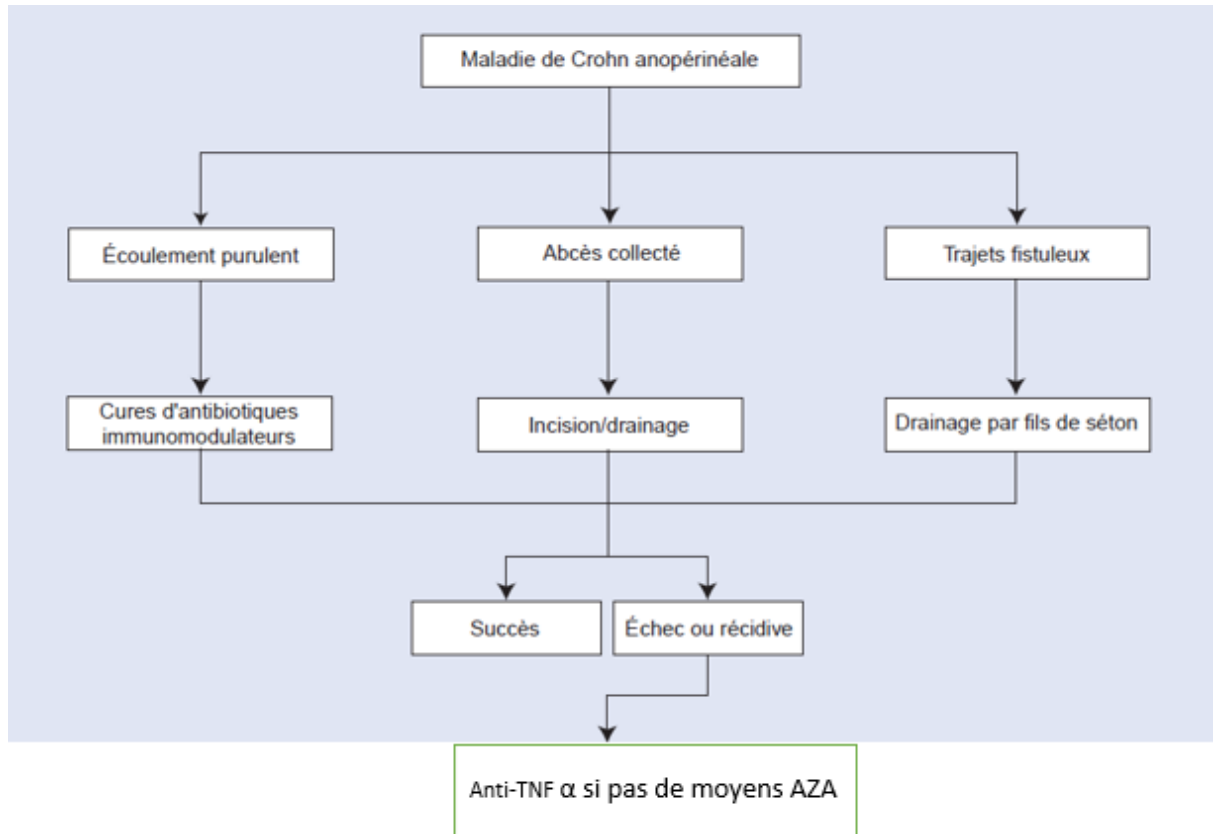 Maladie de Crohn anopérinéale
Écoulement purulent
Abcès collecté
Trajets fistuleux
Cures d'antibiotiques
immunomodulateurs
Incision/drainage
Drainage par fils de séton
Succès
Échec ou récidive
Anti-TNF α si pas de moyens AZA